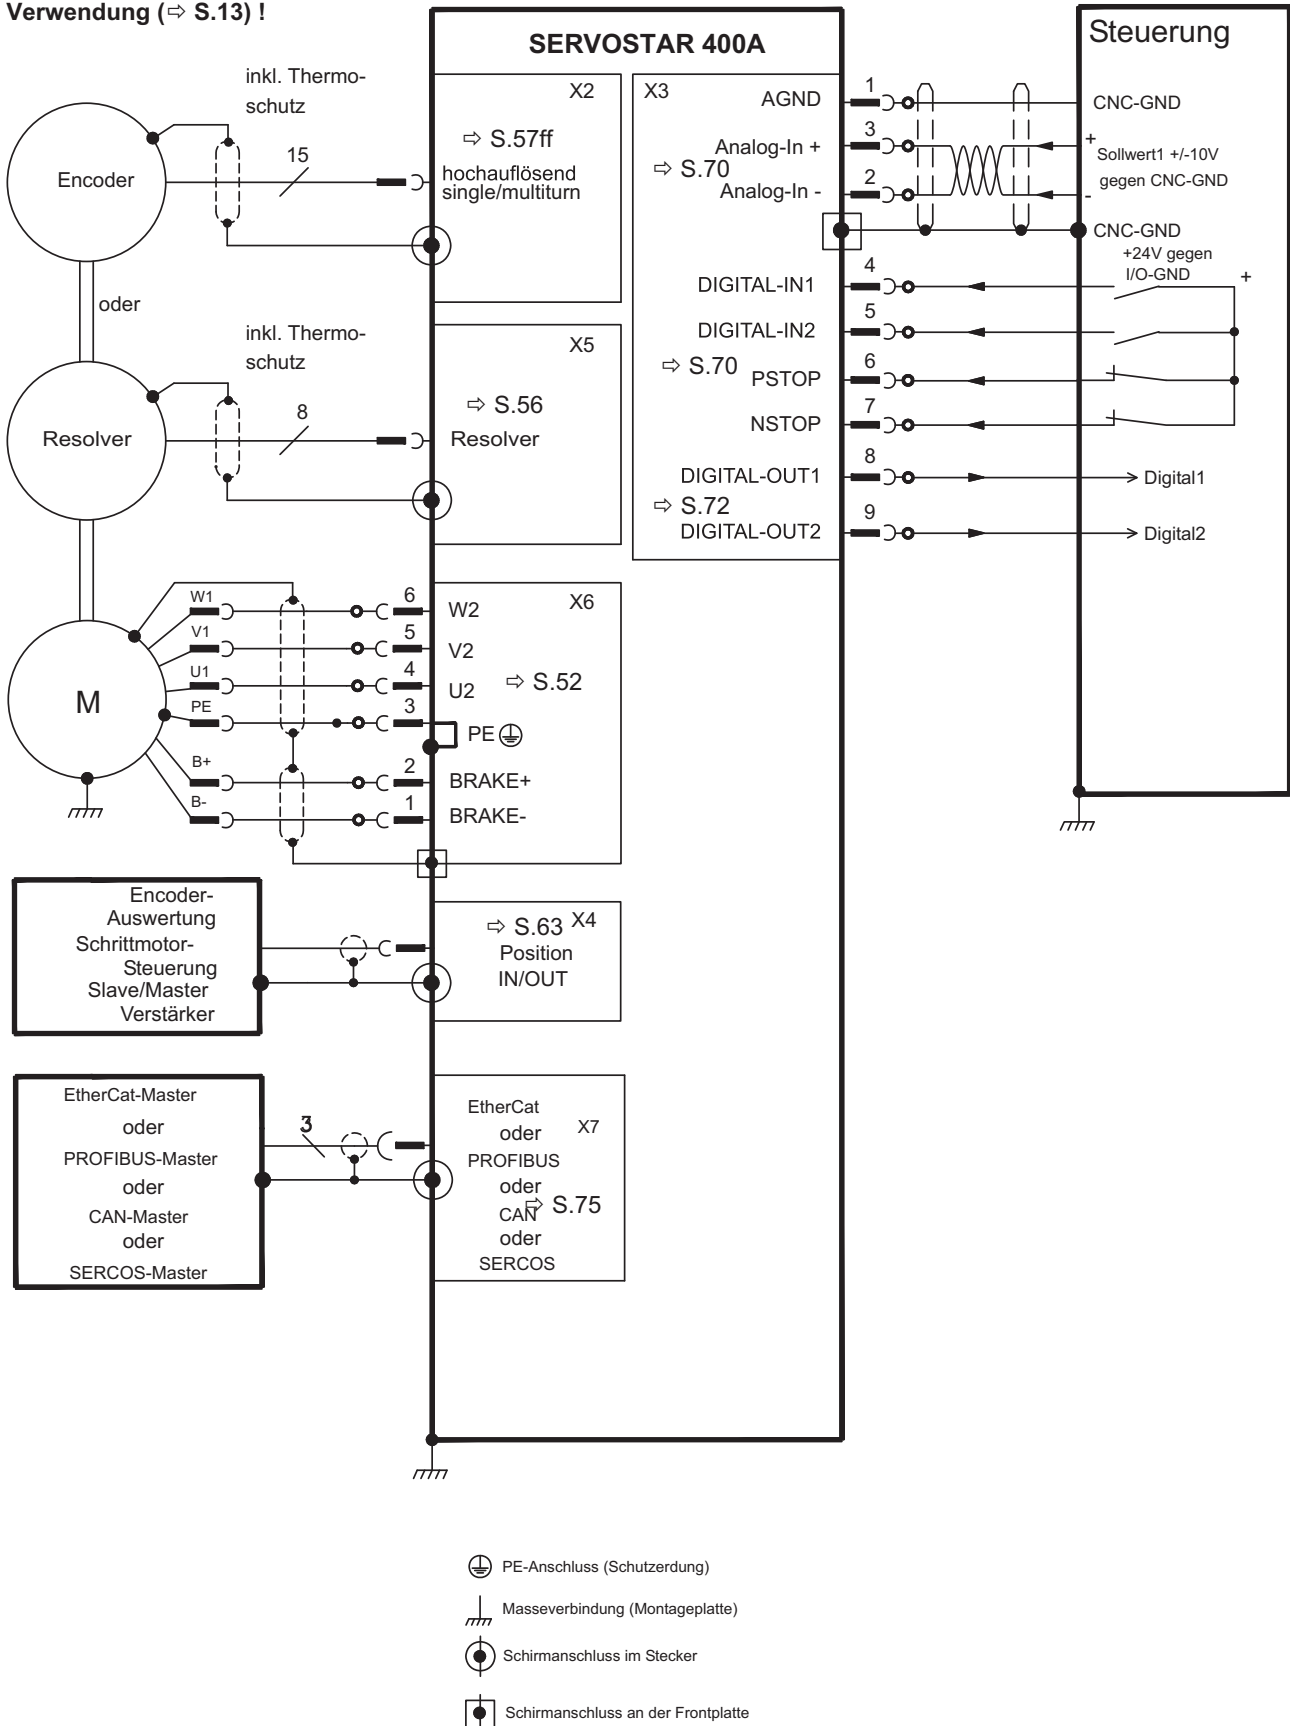 Verwendung (⇨ S.13) !
SERVOSTAR 400A
Steuerung
inkl. Thermo-
schutz
Encoder
15
X2
⇨ S.57ff
hochauflösend
single/multiturn
oder
inkl. Thermo-
schutz
Resolver
8
X5
⇨ S.56
Resolver
X3
AGND
1
CNC-GND
Analog-In +
3
+
⇨ S.70
Sollwert1 +/-10V
gegen CNC-GND
Analog-In -
2
-
CNC-GND
+24V gegen
I/O-GND
+
DIGITAL-IN1
4
DIGITAL-IN2
5
⇨ S.70
PSTOP
6
NSTOP
7
DIGITAL-OUT1
8
Digital1
⇨ S.72
DIGITAL-OUT2
9
Digital2
M
W1
6
W2
X6
V1
5
V2
U1
4
U2
⇨ S.52
PE
3
PE
B+
2
BRAKE+
B-
1
BRAKE-
Encoder-
Auswertung
Schrittmotor-
Steuerung
Slave/Master
Verstärker
⇨ S.63
X4
Position
IN/OUT
EtherCat-Master
oder
PROFIBUS-Master
oder
CAN-Master
oder
SERCOS-Master
3
EtherCat
oder
X7
PROFIBUS
oder
CAN
⇨ S.75
oder
SERCOS
PE-Anschluss (Schutzerdung)
Masseverbindung (Montageplatte)
Schirmanschluss im Stecker
Schirmanschluss an der Frontplatte